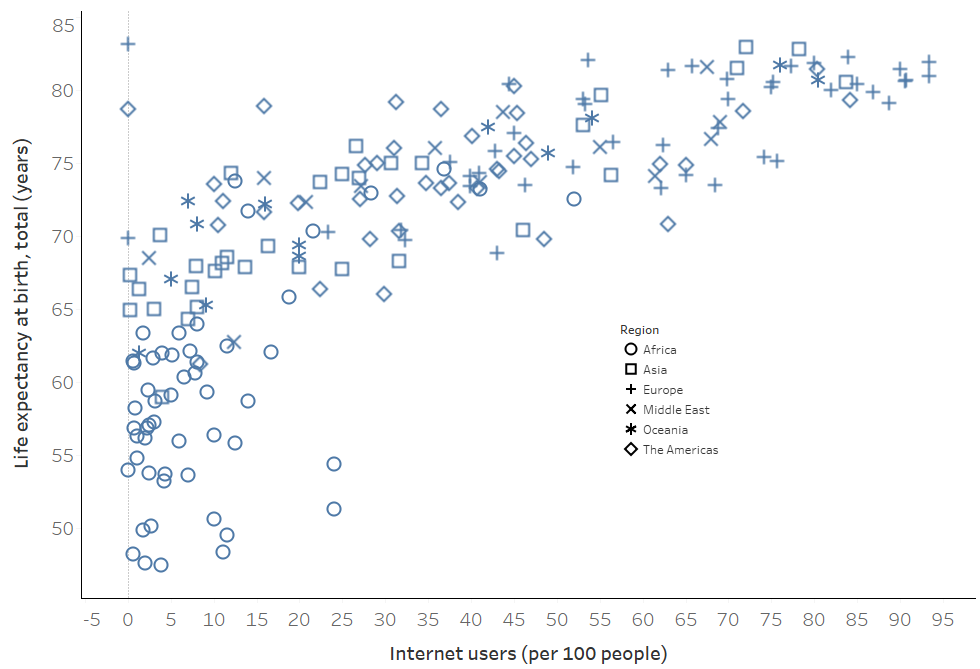 85
80
75
70
65
60
55
50
Life expectancy at birth, total (years)
Region
Africa
Asia
Europe
Middle East
Oceania
The Americas
-5 0 5 10 15 20 25 30 35 40 45 50 55 60 65 70 75 80 85 90 95
Internet users (per 100 people)